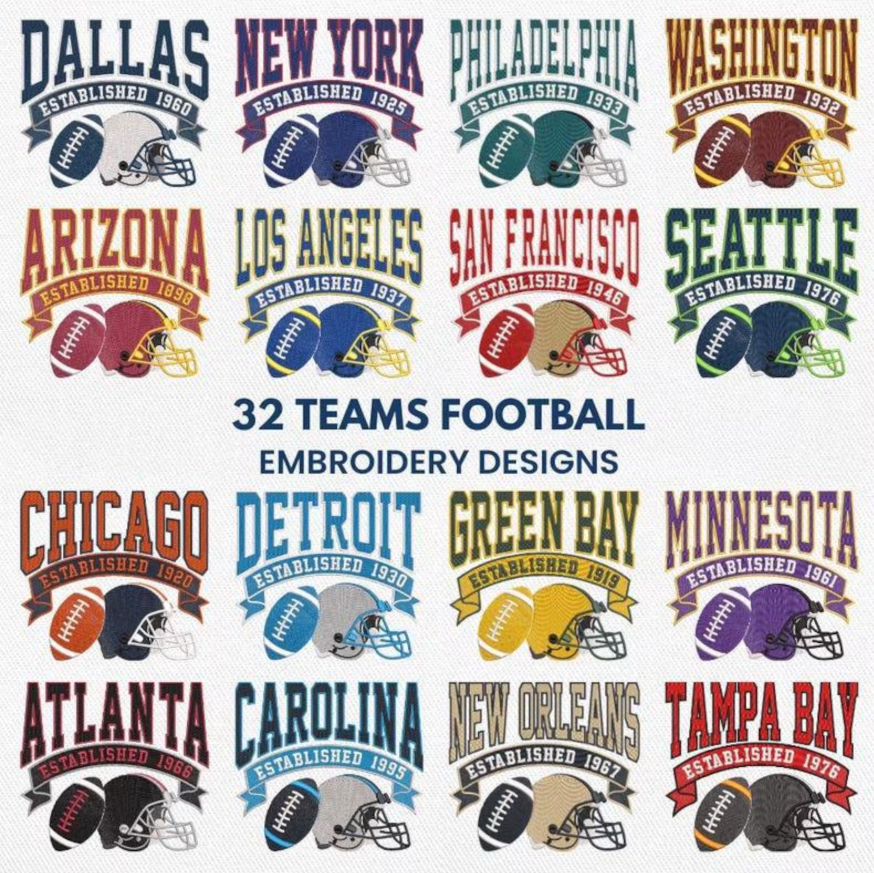 DALLAS
ESTABLISHED 1960
NEW YORK
ESTABLISHED 1925
PHILADELPHIA
ESTABLISHED 1933
WASHINGTON
ESTABLISHED 1932
ARIZONA
ESTABLISHED 1898
LOS ANGELES
ESTABLISHED 1937
SAN FRANCISCO
ESTABLISHED 1946
SEATTLE
ESTABLISHED 1976
32 TEAMS FOOTBALL
EMBROIDERY DESIGNS
CHICAGO
ESTABLISHED 1920
DETROIT
ESTABLISHED 1930
GREEN BAY
ESTABLISHED 1919
MINNESOTA
ESTABLISHED 1961
ATLANTA
ESTABLISHED 1966
CAROLINA
ESTABLISHED 1995
NEW ORLEANS
ESTABLISHED 1967
TAMPA BAY
ESTABLISHED 1976